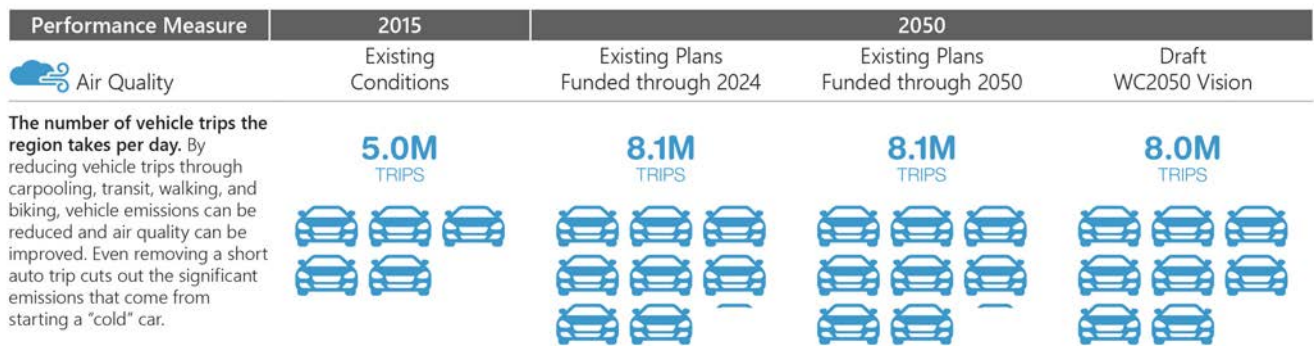 Performance Measure 2015 2050
Air Quality
Existing
Conditions
Existing Plans
Funded through 2024
Existing Plans
Funded through 2050
Draft
WC2050 Vision
The number of vehicle trips the
region takes per day. By
reducing vehicle trips through
carpooling, transit, walking, and
biking, vehicle emissions can be
reduced and air quality can be
improved. Even removing a short
auto trip cuts out the significant
emissions that come from
starting a "cold" car.
5.0M
TRIPS
8.1M
TRIPS
8.1M
TRIPS
8.0M
TRIPS